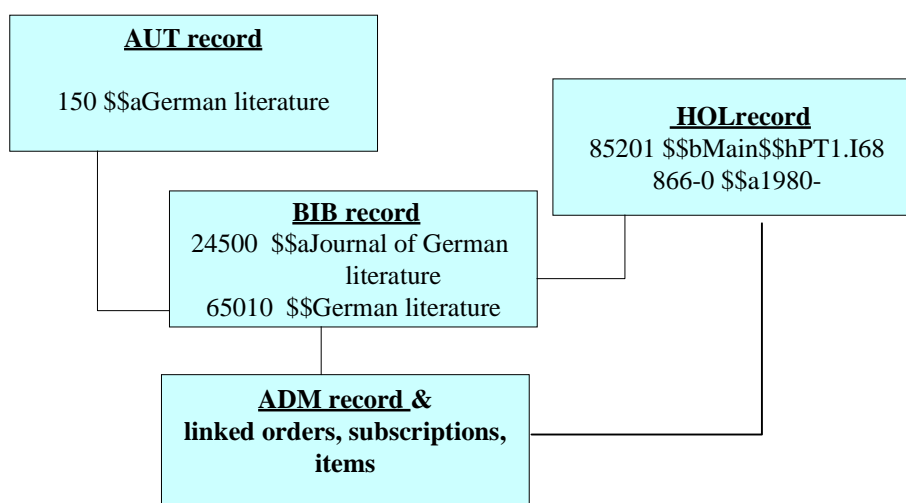 AUT record
150 $$aGerman literature
HOLrecord
85201 $$bMain$$hPT1.I68
866-0 $$a1980-
BIB record
24500  $$aJournal of German
literature
65010  $$German literature
ADM record &
linked orders, subscriptions,
items